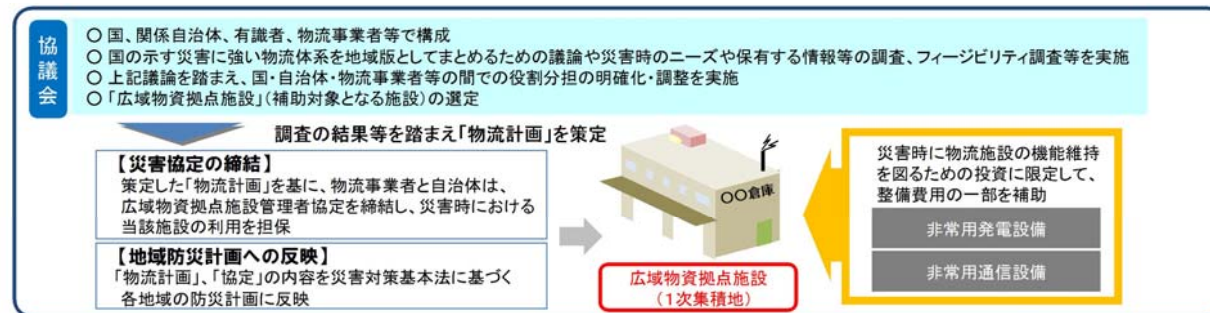 協議会
○ 国、関係自治体、有識者、物流事業者等で構成
○ 国の示す災害に強い物流体系を地域版としてまとめるための議論や災害時のニーズや保有する情報等の調査、フィージビリティ調査等を実施
○ 上記議論を踏まえ、国・自治体・物流事業者等の間での役割分担の明確化・調整を実施
○ 「広域物資拠点施設」(補助対象となる施設)の選定
調査の結果等を踏まえ「物流計画」を策定
【災害協定の締結】
策定した「物流計画」を基に、物流事業者と自治体は、
広域物資拠点施設管理者協定を締結し、災害時における
当該施設の利用を担保
【地域防災計画への反映】
「物流計画」、「協定」の内容を災害対策基本法に基づく
各地域の防災計画に反映
○○倉庫
広域物資拠点施設
(1次集積地)
災害時に物流施設の機能維持
を図るための投資に限定して、
整備費用の一部を補助
非常用発電設備
非常用通信設備